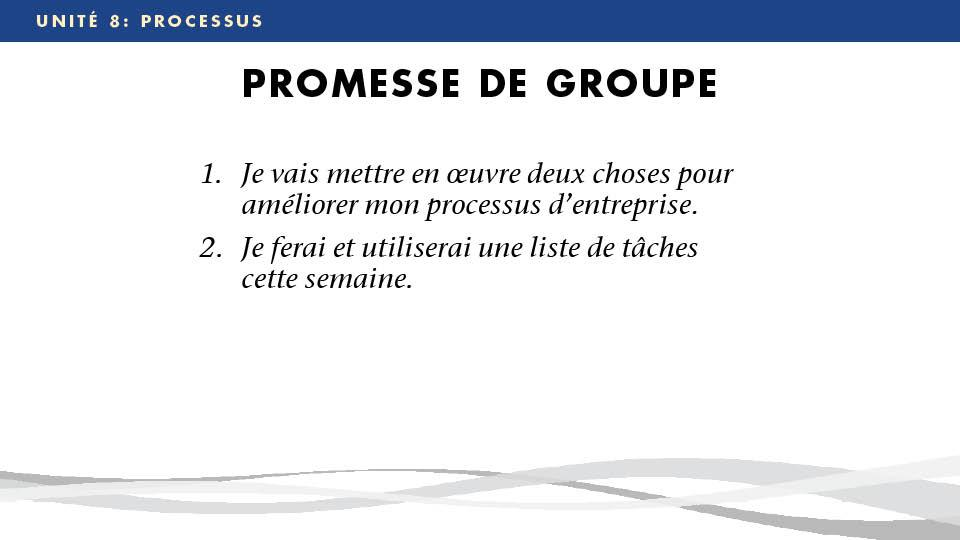 UNITÉ 8: PROCESSUS
PROMESSE DE GROUPE
1. Je vais mettre en œuvre deux choses pour
améliorer mon processus d’entreprise.
2. Je ferai et utiliserai une liste de tâches
cette semaine.